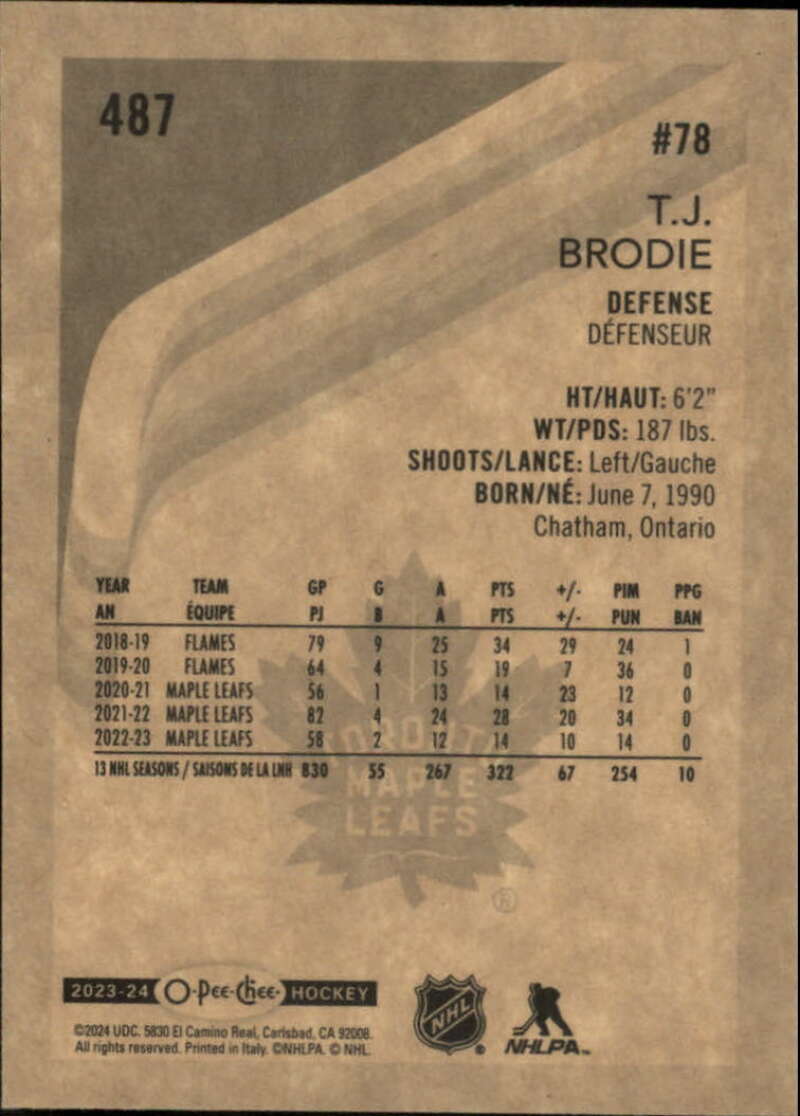 487
#78
T.J.
BRODIE
DEFENSE
DÉFENSEUR
HT/HAUT: 6'2"
WT/PDS: 187 lbs.
SHOOTS/LANCE: Left/Gauche
BORN/NÉ: June 7, 1990
Chatham, Ontario
YEAR TEAM GP G A PTS +/- PIM PPG
AN ÉQUIPE PJ B A PTS +/- PUN BAN
2018-19 FLAMES 79 9 25 34 29 24 1
2019-20 FLAMES 64 4 15 19 7 36 0
2020-21 MAPLE LEAFS 56 1 13 14 23 12 0
2021-22 MAPLE LEAFS 82 4 24 28 20 34 0
2022-23 MAPLE LEAFS 58 2 12 14 10 14 0
13 NHL SEASONS / SAISONS DE LA LNH 830 55 267 322 67 254 10
TORONTO
MAPLE
LEAFS
®
2023-24 O-Pee-Chee HOCKEY
©2024 UDC. 5830 El Camino Real, Carlsbad, CA 92008.
All rights reserved. Printed in Italy. ©NHLPA. © NHL.
NHL
NHLPA™